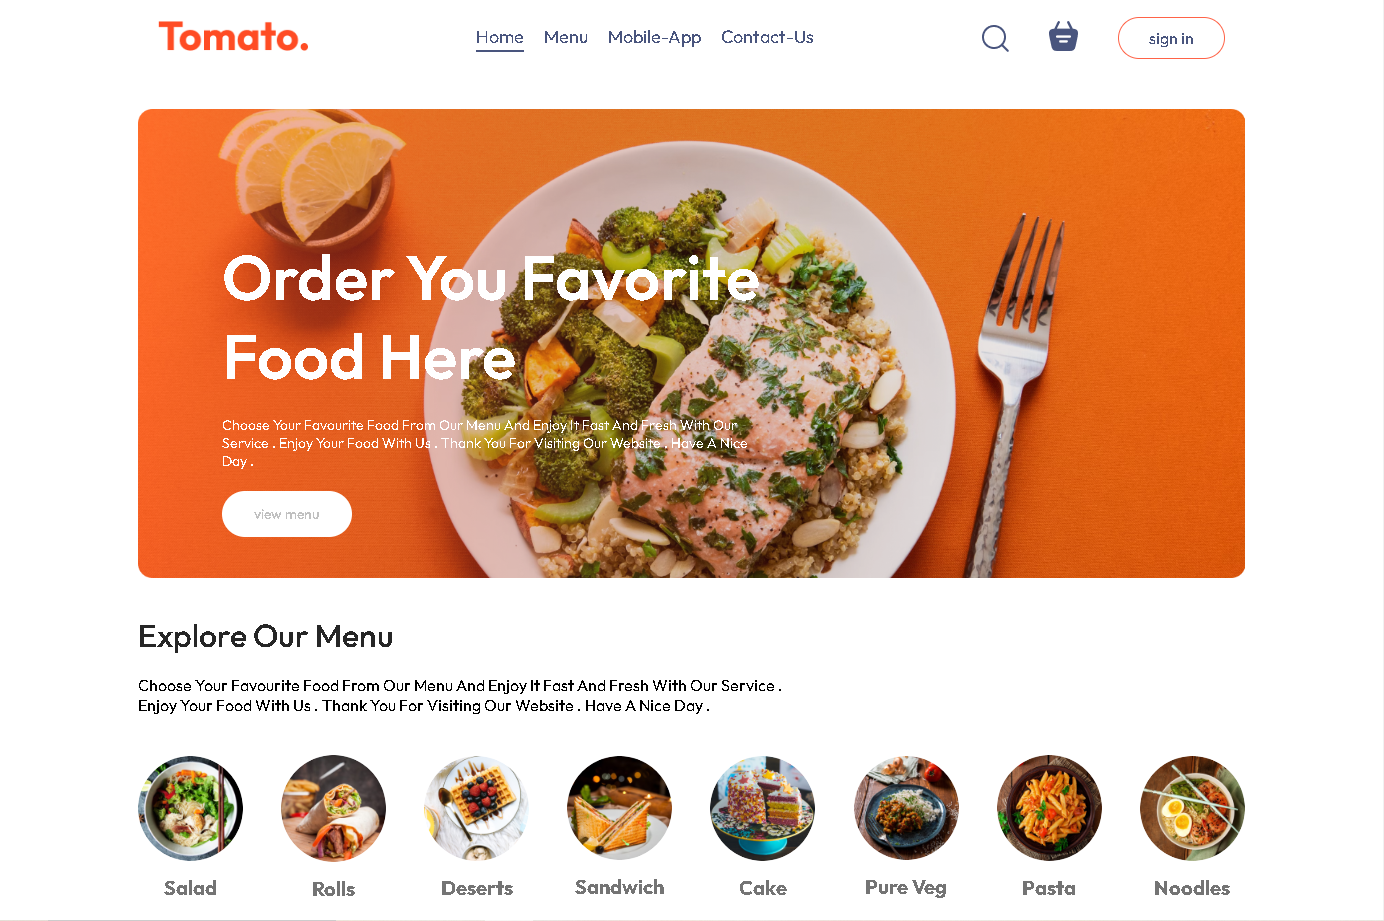 Tomato.
Home Menu Mobile-App Contact-Us
sign in
Order You Favorite
Food Here
Choose Your Favourite Food From Our Menu And Enjoy It Fast And Fresh With Our
Service . Enjoy Your Food With Us . Thank You For Visiting Our Website . Have A Nice
Day .
view menu
Explore Our Menu
Choose Your Favourite Food From Our Menu And Enjoy It Fast And Fresh With Our Service .
Enjoy Your Food With Us . Thank You For Visiting Our Website . Have A Nice Day .
Salad Rolls Deserts Sandwich Cake Pure Veg Pasta Noodles